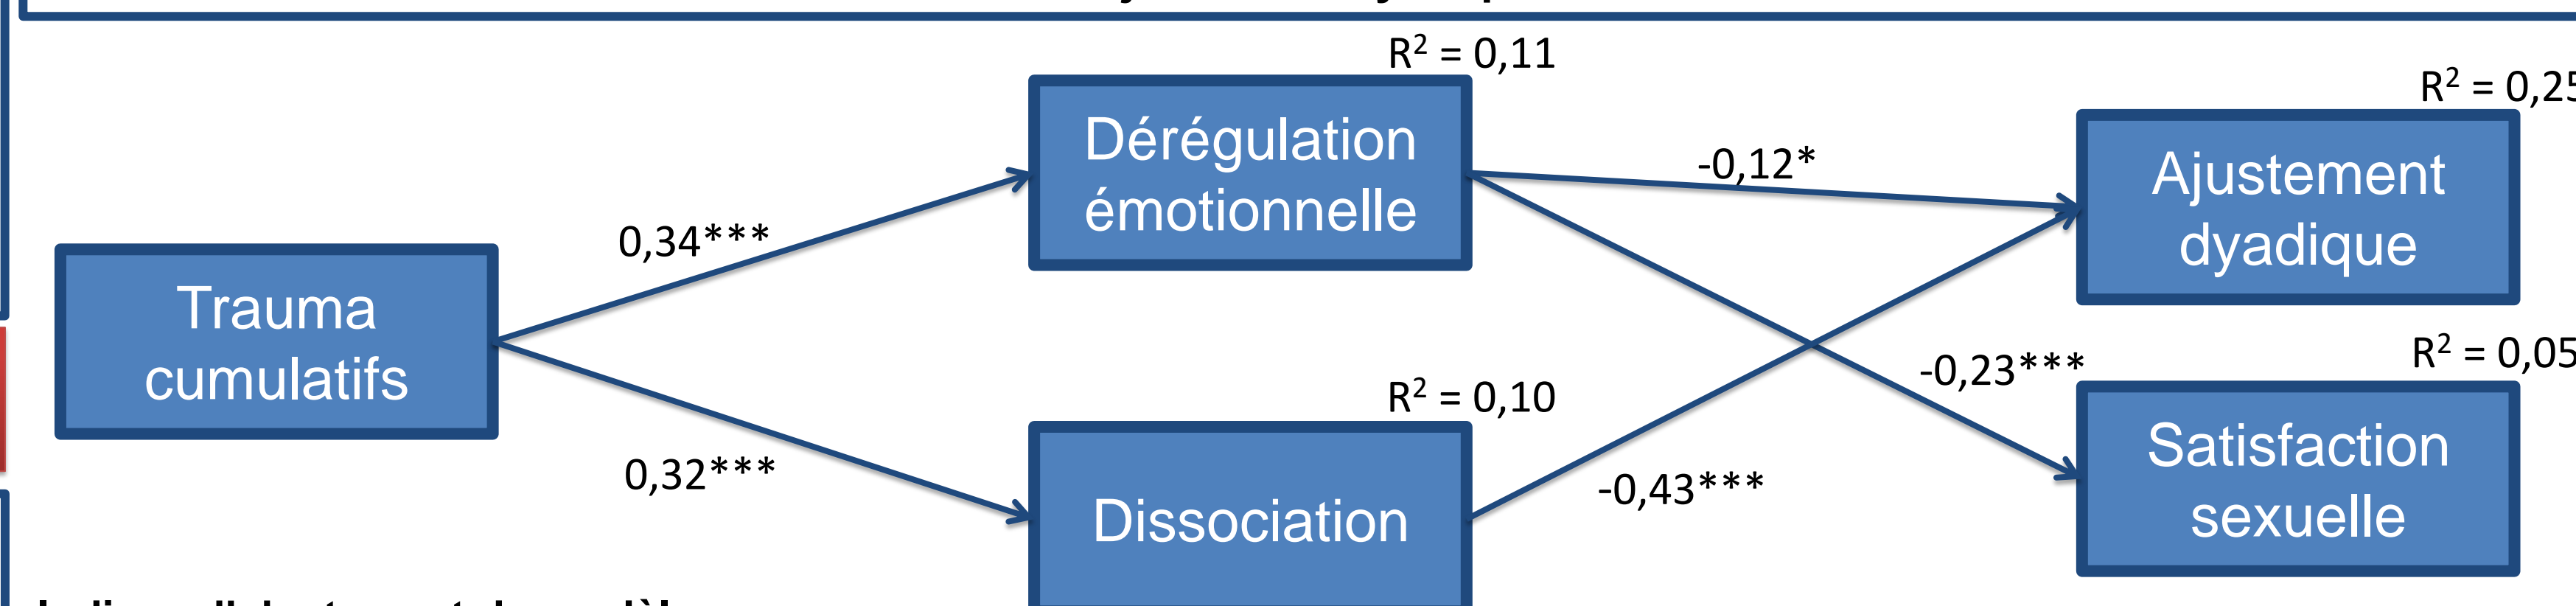 R² = 0,11
R² = 0,25
Dérégulation
émotionnelle
-0,12*
Ajustement
dyadique
0,34***
Trauma
cumulatifs
R² = 0,05
-0,23***
R² = 0,10
0,32***
-0,43***
Dissociation
Satisfaction
sexuelle